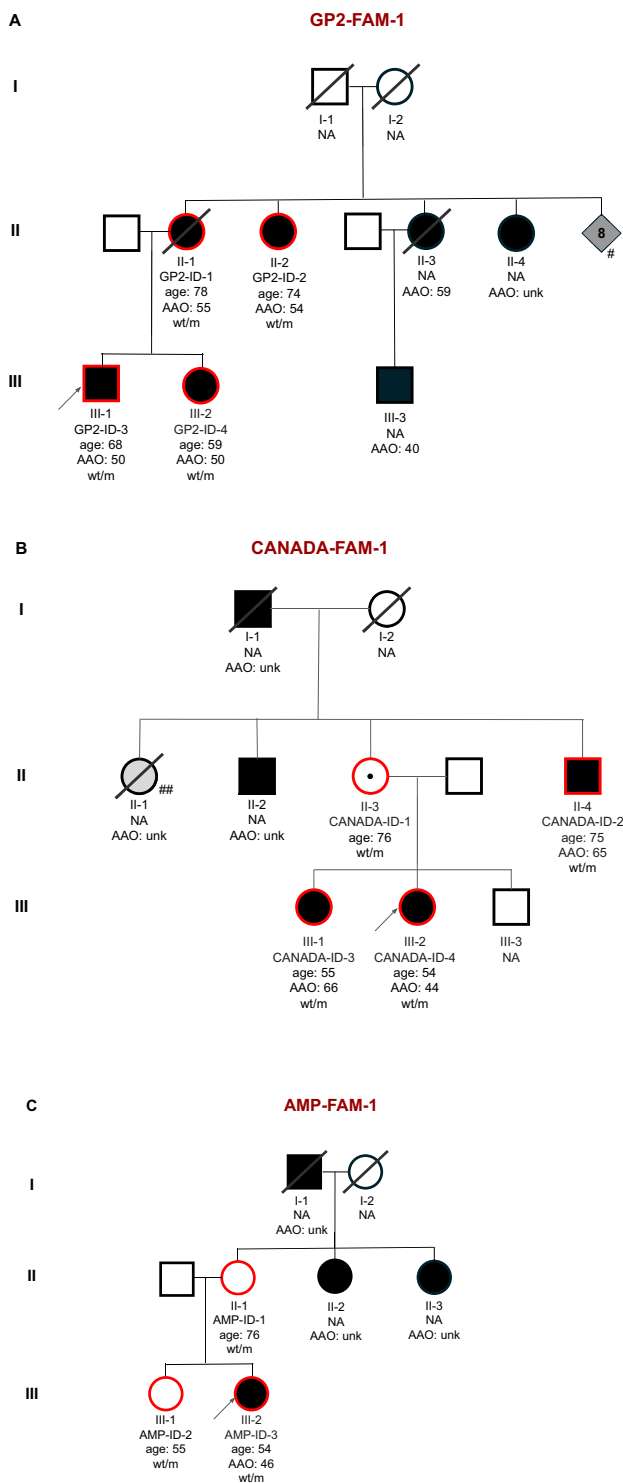 A
GP2-FAM-1
I
I-1
NA
I-2
NA
II
8
#
II-1
GP2-ID-1
age: 78
AAO: 55
wt/m
II-2
GP2-ID-2
age: 74
AAO: 54
wt/m
II-3
NA
AAO: 59
II-4
NA
AAO: unk
III
III-1
GP2-ID-3
age: 68
AAO: 50
wt/m
III-2
GP2-ID-4
age: 59
AAO: 50
wt/m
III-3
NA
AAO: 40
B
CANADA-FAM-1
I
I-1
NA
AAO: unk
I-2
NA
II
##
II-1
NA
AAO: unk
II-2
NA
AAO: unk
II-3
CANADA-ID-1
age: 76
wt/m
II-4
CANADA-ID-2
age: 75
AAO: 65
wt/m
III
III-1
CANADA-ID-3
age: 55
AAO: 66
wt/m
III-2
CANADA-ID-4
age: 54
AAO: 44
wt/m
III-3
NA
C
AMP-FAM-1
I
I-1
NA
AAO: unk
I-2
NA
II
II-1
AMP-ID-1
age: 76
wt/m
II-2
NA
AAO: unk
II-3
NA
AAO: unk
III
III-1
AMP-ID-2
age: 55
wt/m
III-2
AMP-ID-3
age: 54
AAO: 46
wt/m